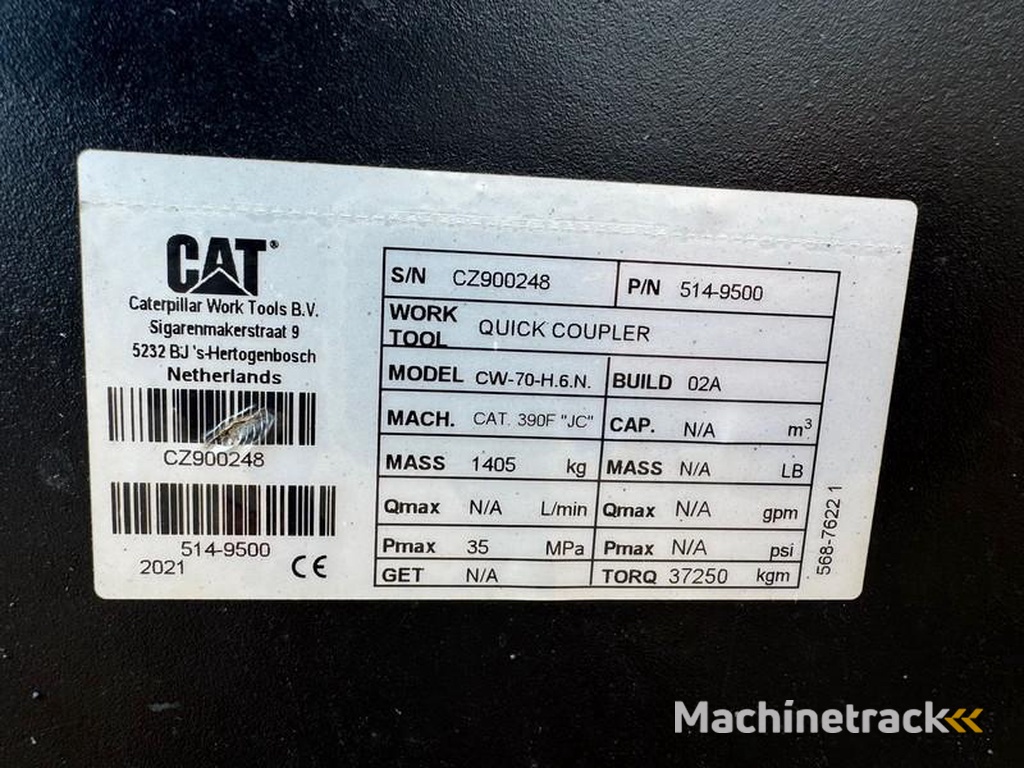 CAT®
Caterpillar Work Tools B.V.
Sigarenmakerstraat 9
5232 BJ 's-Hertogenbosch
Netherlands
CZ900248
514-9500
2021 CE
S/N CZ900248 P/N 514-9500
WORK TOOL QUICK COUPLER
MODEL CW-70-H.6.N. BUILD 02A
MACH. CAT. 390F "JC" CAP. N/A m³
MASS 1405 kg MASS N/A LB
Qmax N/A L/min Qmax N/A gpm
Pmax 35 MPa Pmax N/A psi
GET N/A TORQ 37250 kgm
568-7622 1
Machinetrack